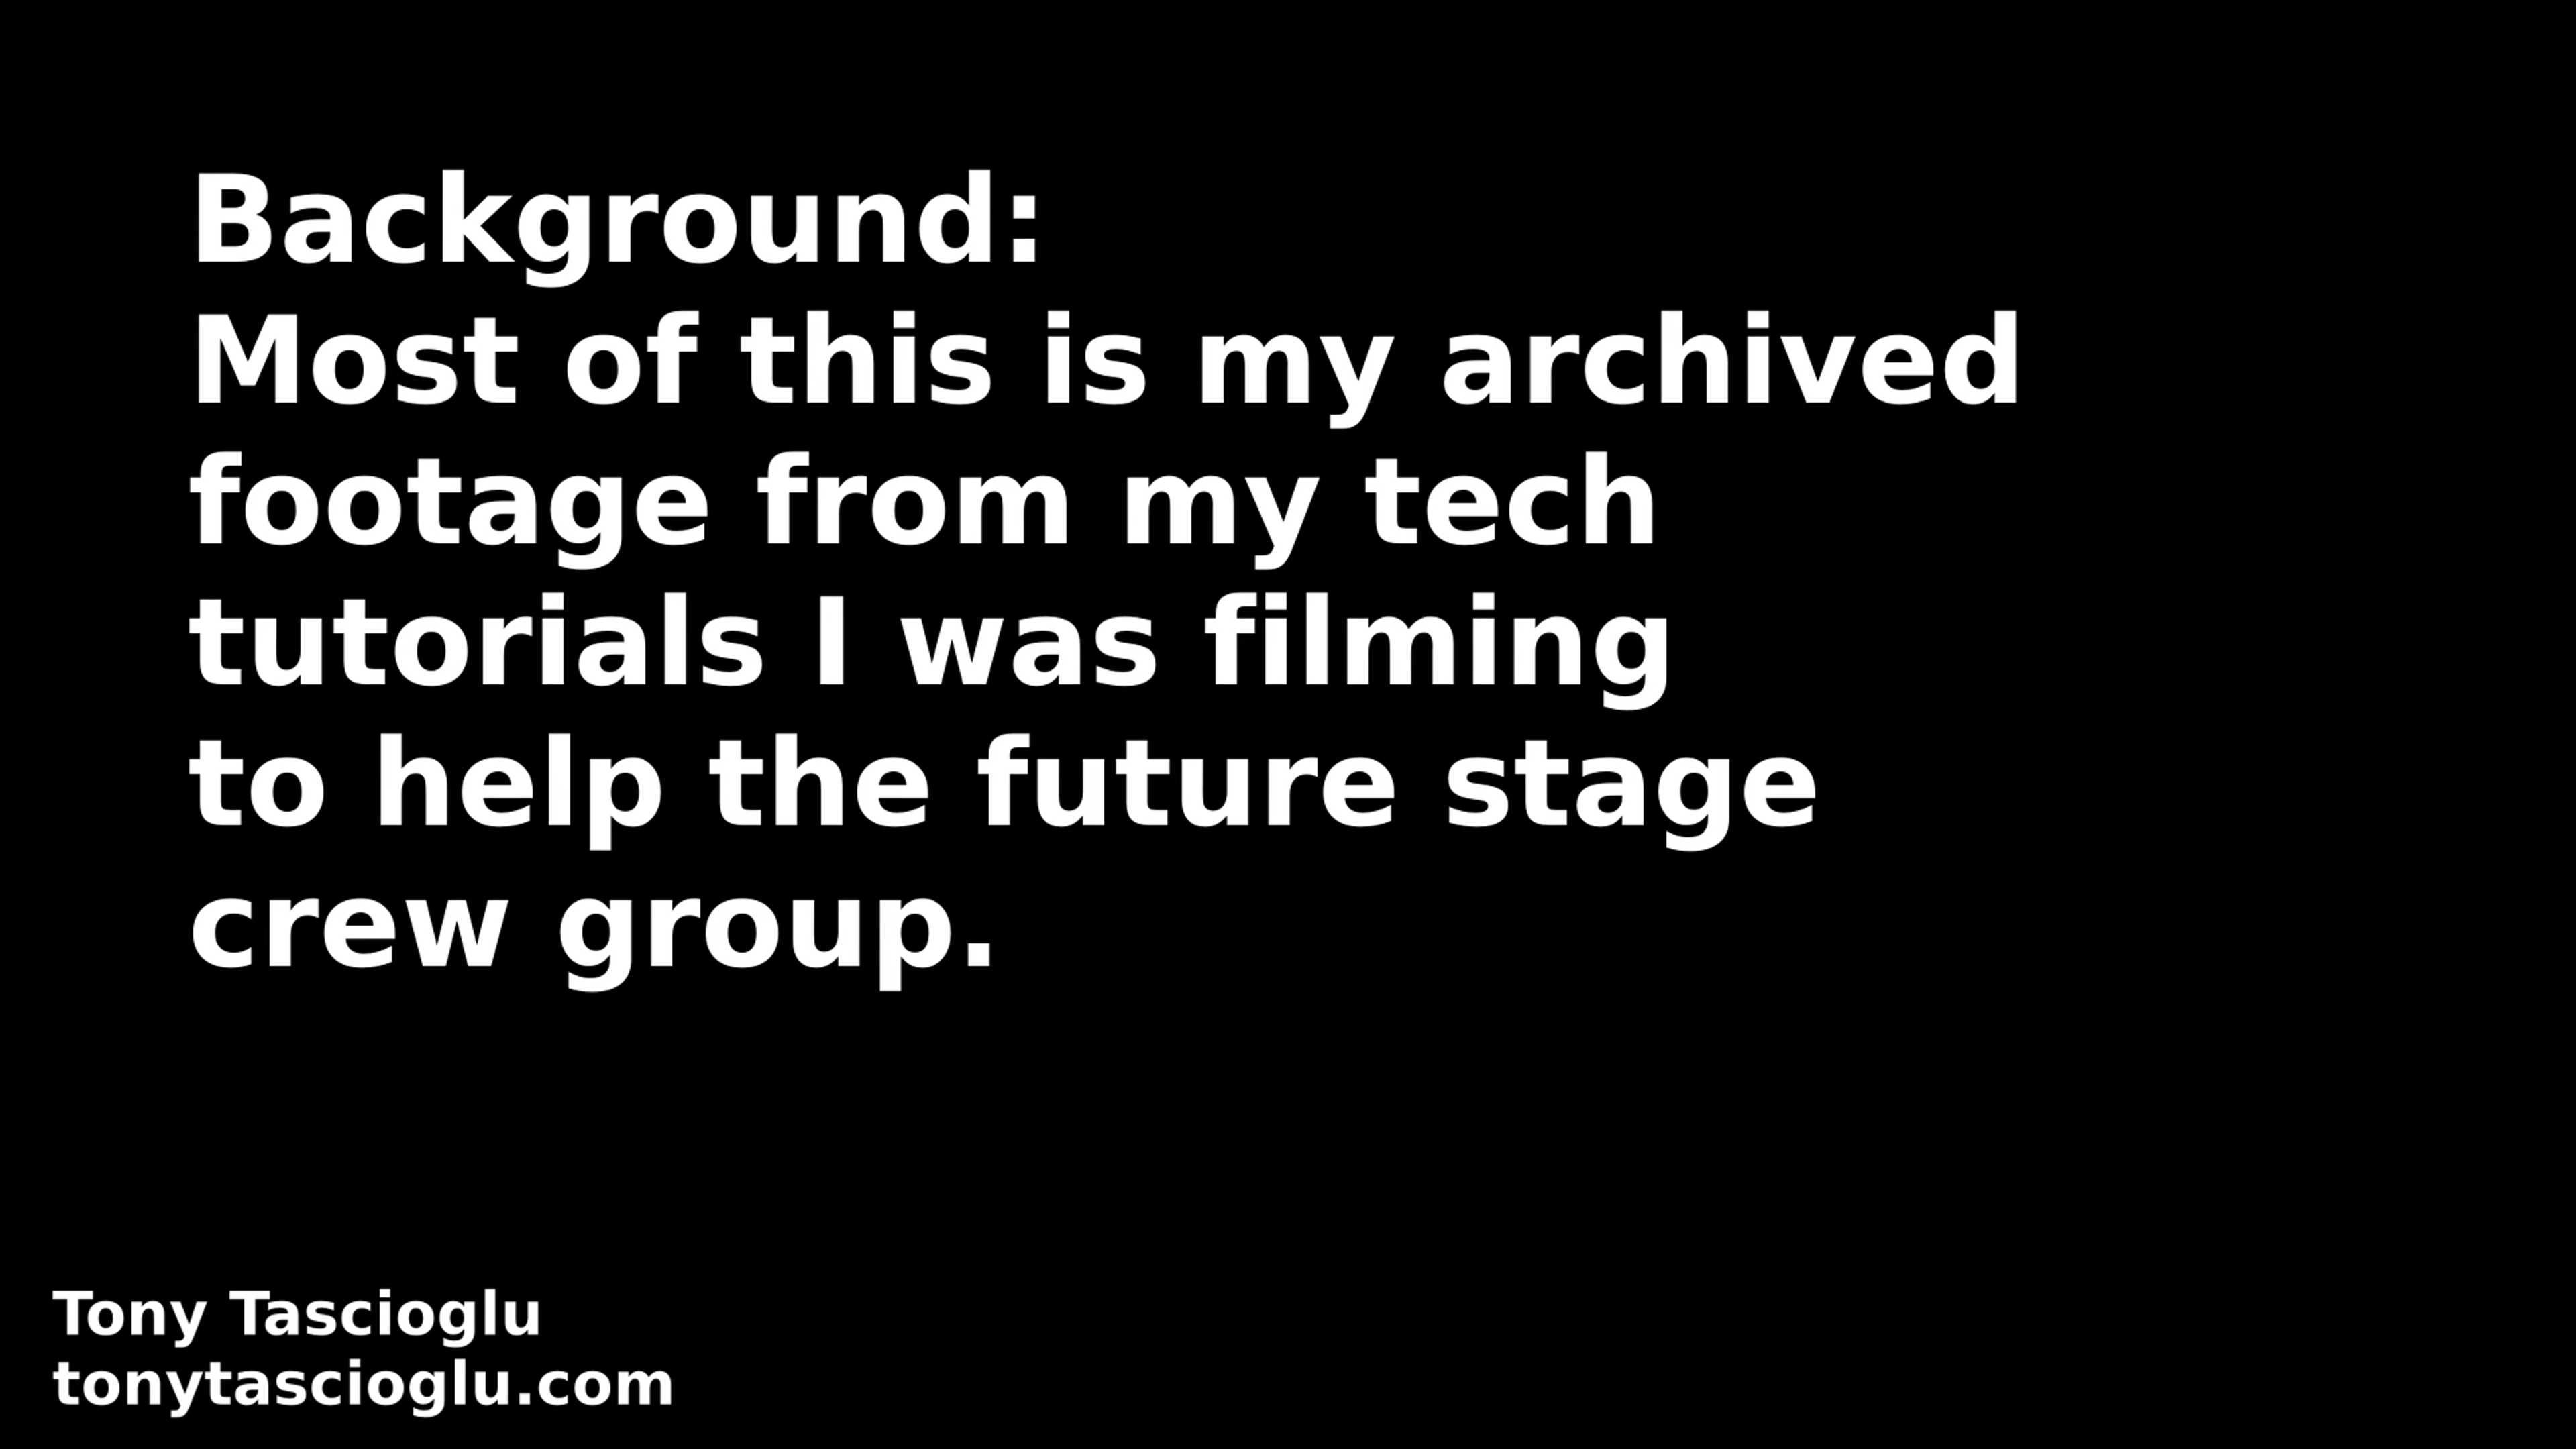 Background:
Most of this is my archived
footage from my tech
tutorials I was filming
to help the future stage
crew group.
Tony Tascioglu
tonytascioglu.com